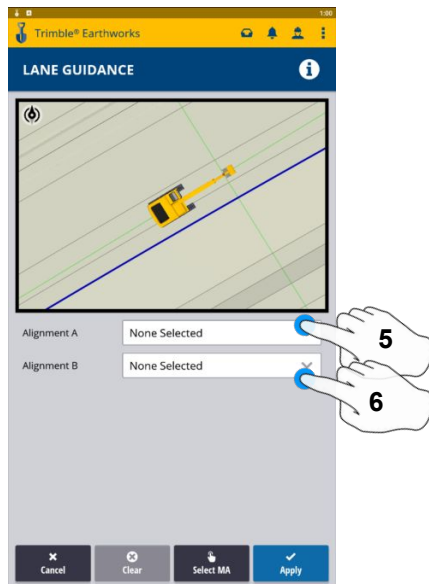 1:00
Trimble® Earthworks
LANE GUIDANCE
Alignment A None Selected
5
Alignment B None Selected
6
Cancel Clear Select MA Apply